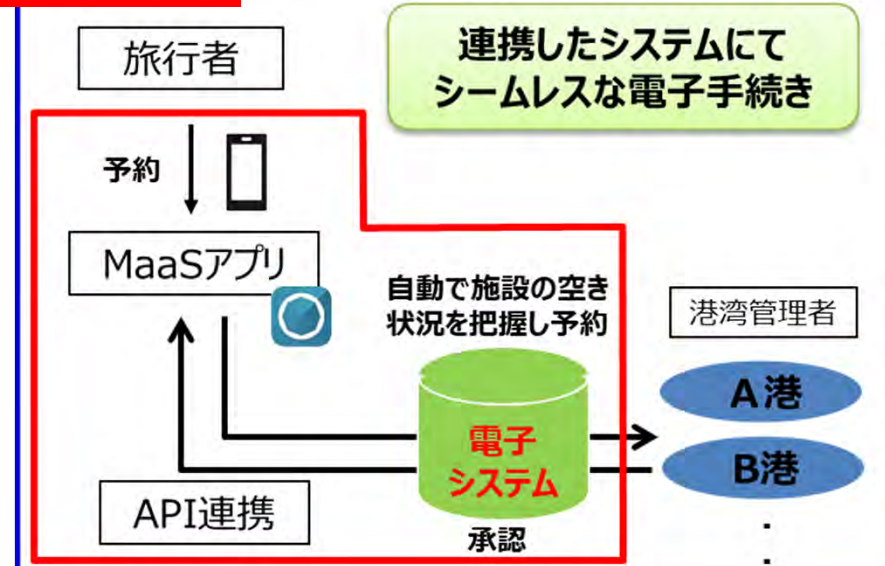 旅行者
連携したシステムにて
シームレスな電子手続き
予約
MaaSアプリ
自動で施設の空き
状況を把握し予約
港湾管理者
A港
電子
システム
B港
API連携
承認